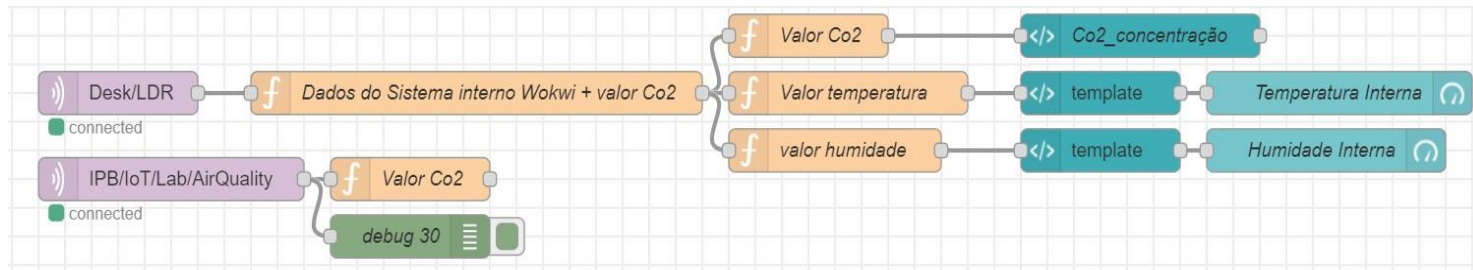 Valor Co2
Co2_concentração
Desk/LDR
Dados do Sistema interno Wokwi + valor Co2
Valor temperatura
template
Temperatura Interna
connected
valor humidade
template
Humidade Interna
IPB/IoT/Lab/AirQuality
Valor Co2
connected
debug 30